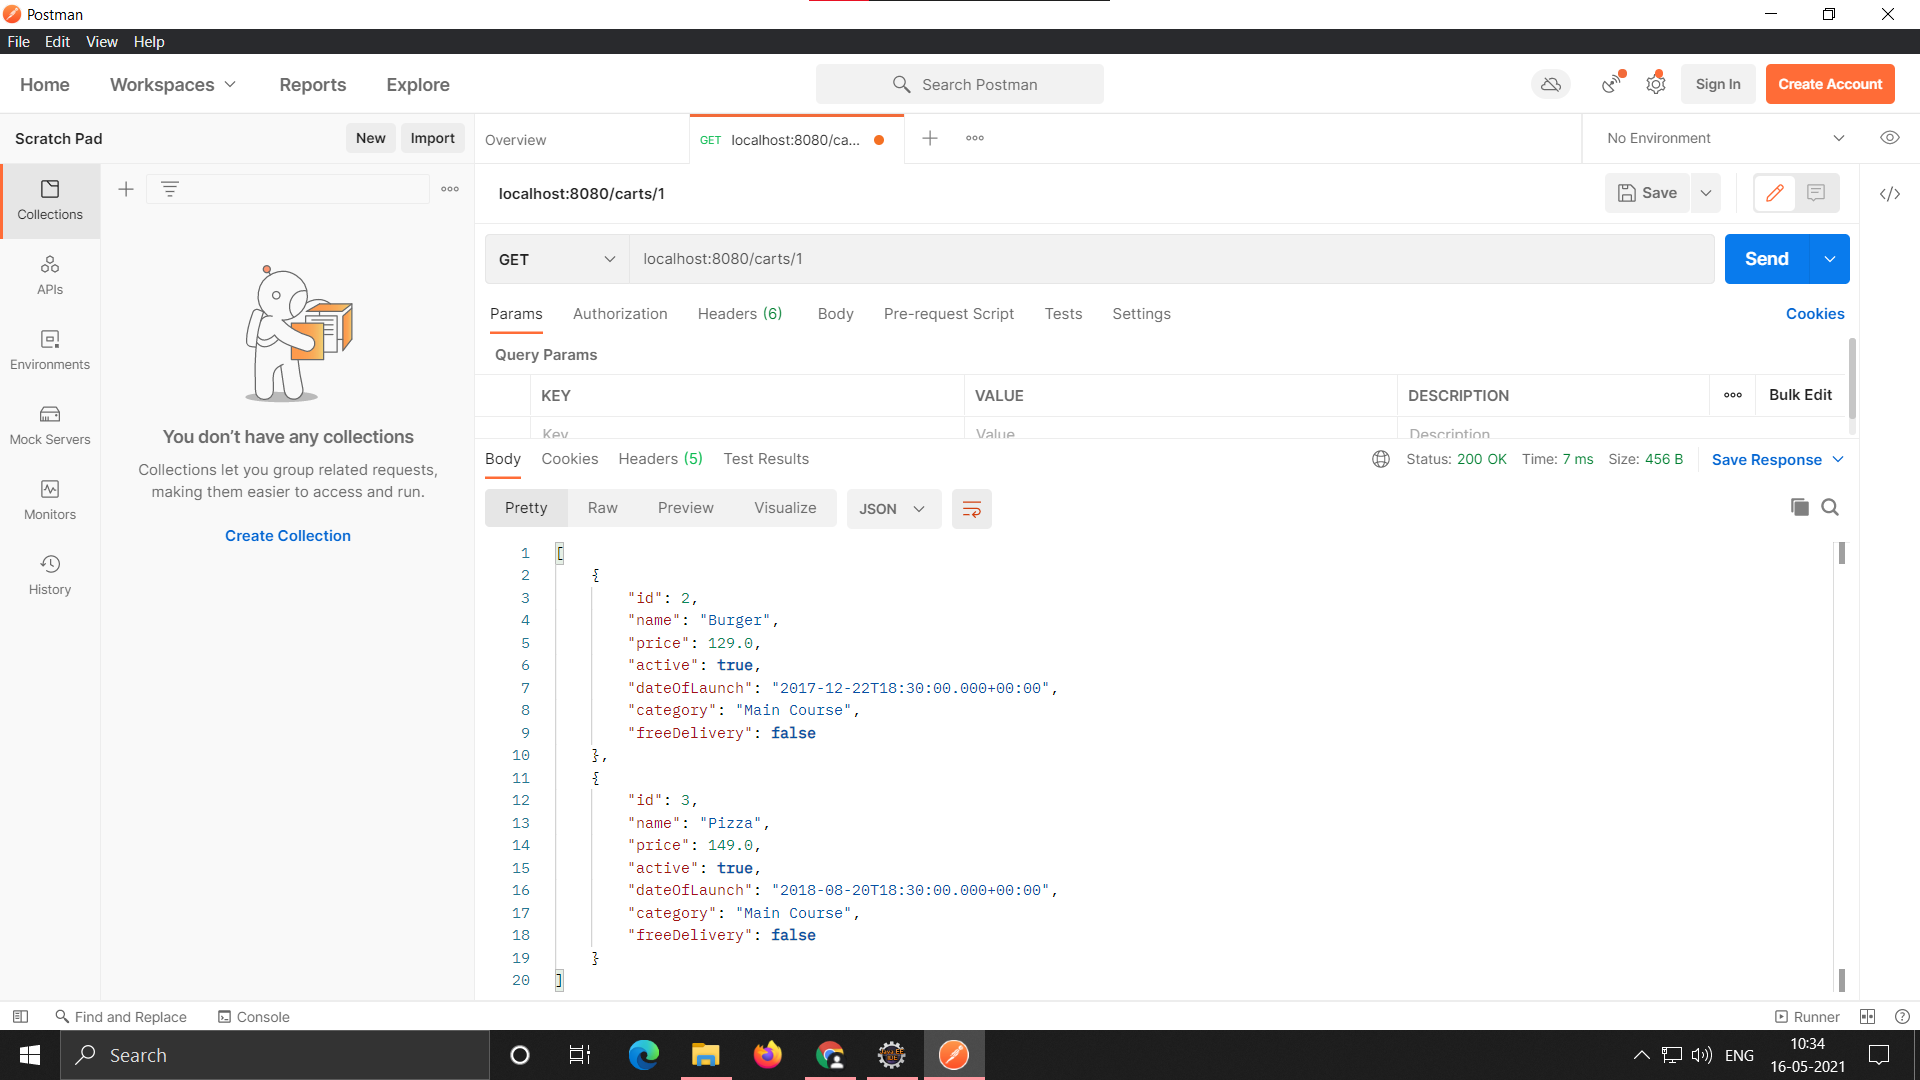 Postman
File Edit View Help
Home Workspaces Reports Explore Search Postman Sign In Create Account
Scratch Pad New Import Overview GET localhost:8080/ca... No Environment
localhost:8080/carts/1 Save
GET localhost:8080/carts/1 Send
Params Authorization Headers (6) Body Pre-request Script Tests Settings Cookies
Query Params
KEY VALUE DESCRIPTION Bulk Edit
Key Value Description
Collections
APIs
Environments
Mock Servers
Monitors
History
You don’t have any collections
Collections let you group related requests,
making them easier to access and run.
Create Collection
Body Cookies Headers (5) Test Results Status: 200 OK Time: 7 ms Size: 456 B Save Response
Pretty Raw Preview Visualize JSON
1 [
2 {
3 "id": 2,
4 "name": "Burger",
5 "price": 129.0,
6 "active": true,
7 "dateOfLaunch": "2017-12-22T18:30:00.000+00:00",
8 "category": "Main Course",
9 "freeDelivery": false
10 },
11 {
12 "id": 3,
13 "name": "Pizza",
14 "price": 149.0,
15 "active": true,
16 "dateOfLaunch": "2018-08-20T18:30:00.000+00:00",
17 "category": "Main Course",
18 "freeDelivery": false
19 }
20 ]
Find and Replace Console Runner
Search ENG 10:34
16-05-2021